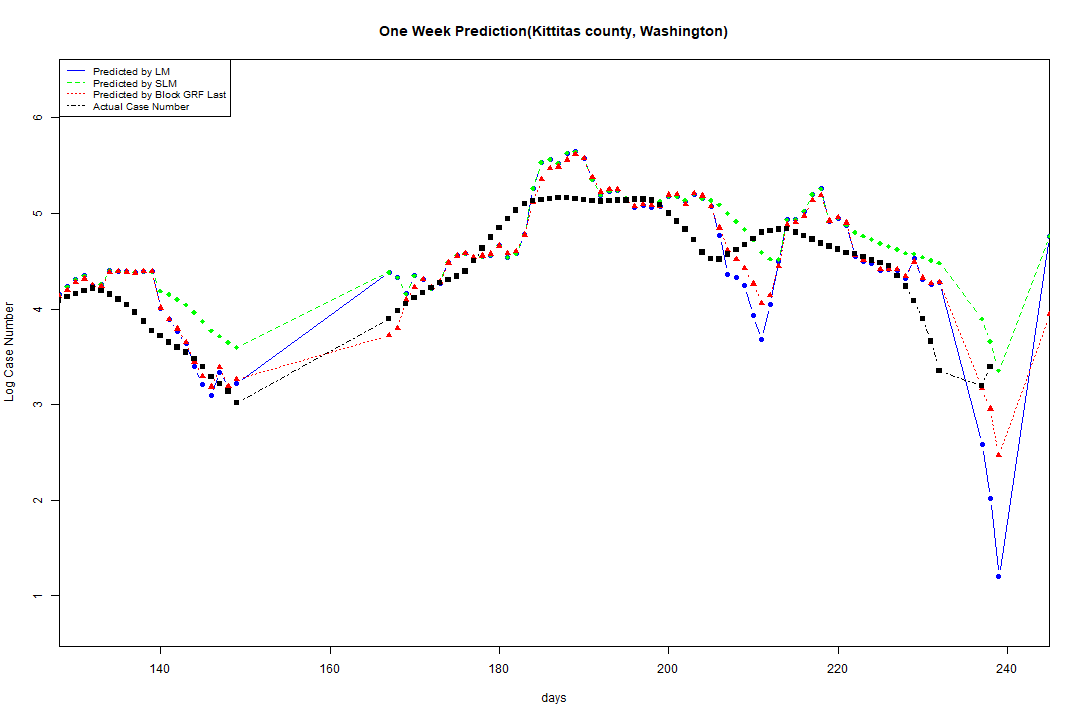 One Week Prediction(Kittitas county, Washington)
Predicted by LM
Predicted by SLM
Predicted by Block GRF Last
Actual Case Number
Log Case Number
6
5
4
3
2
1
140 160 180 200 220 240
days